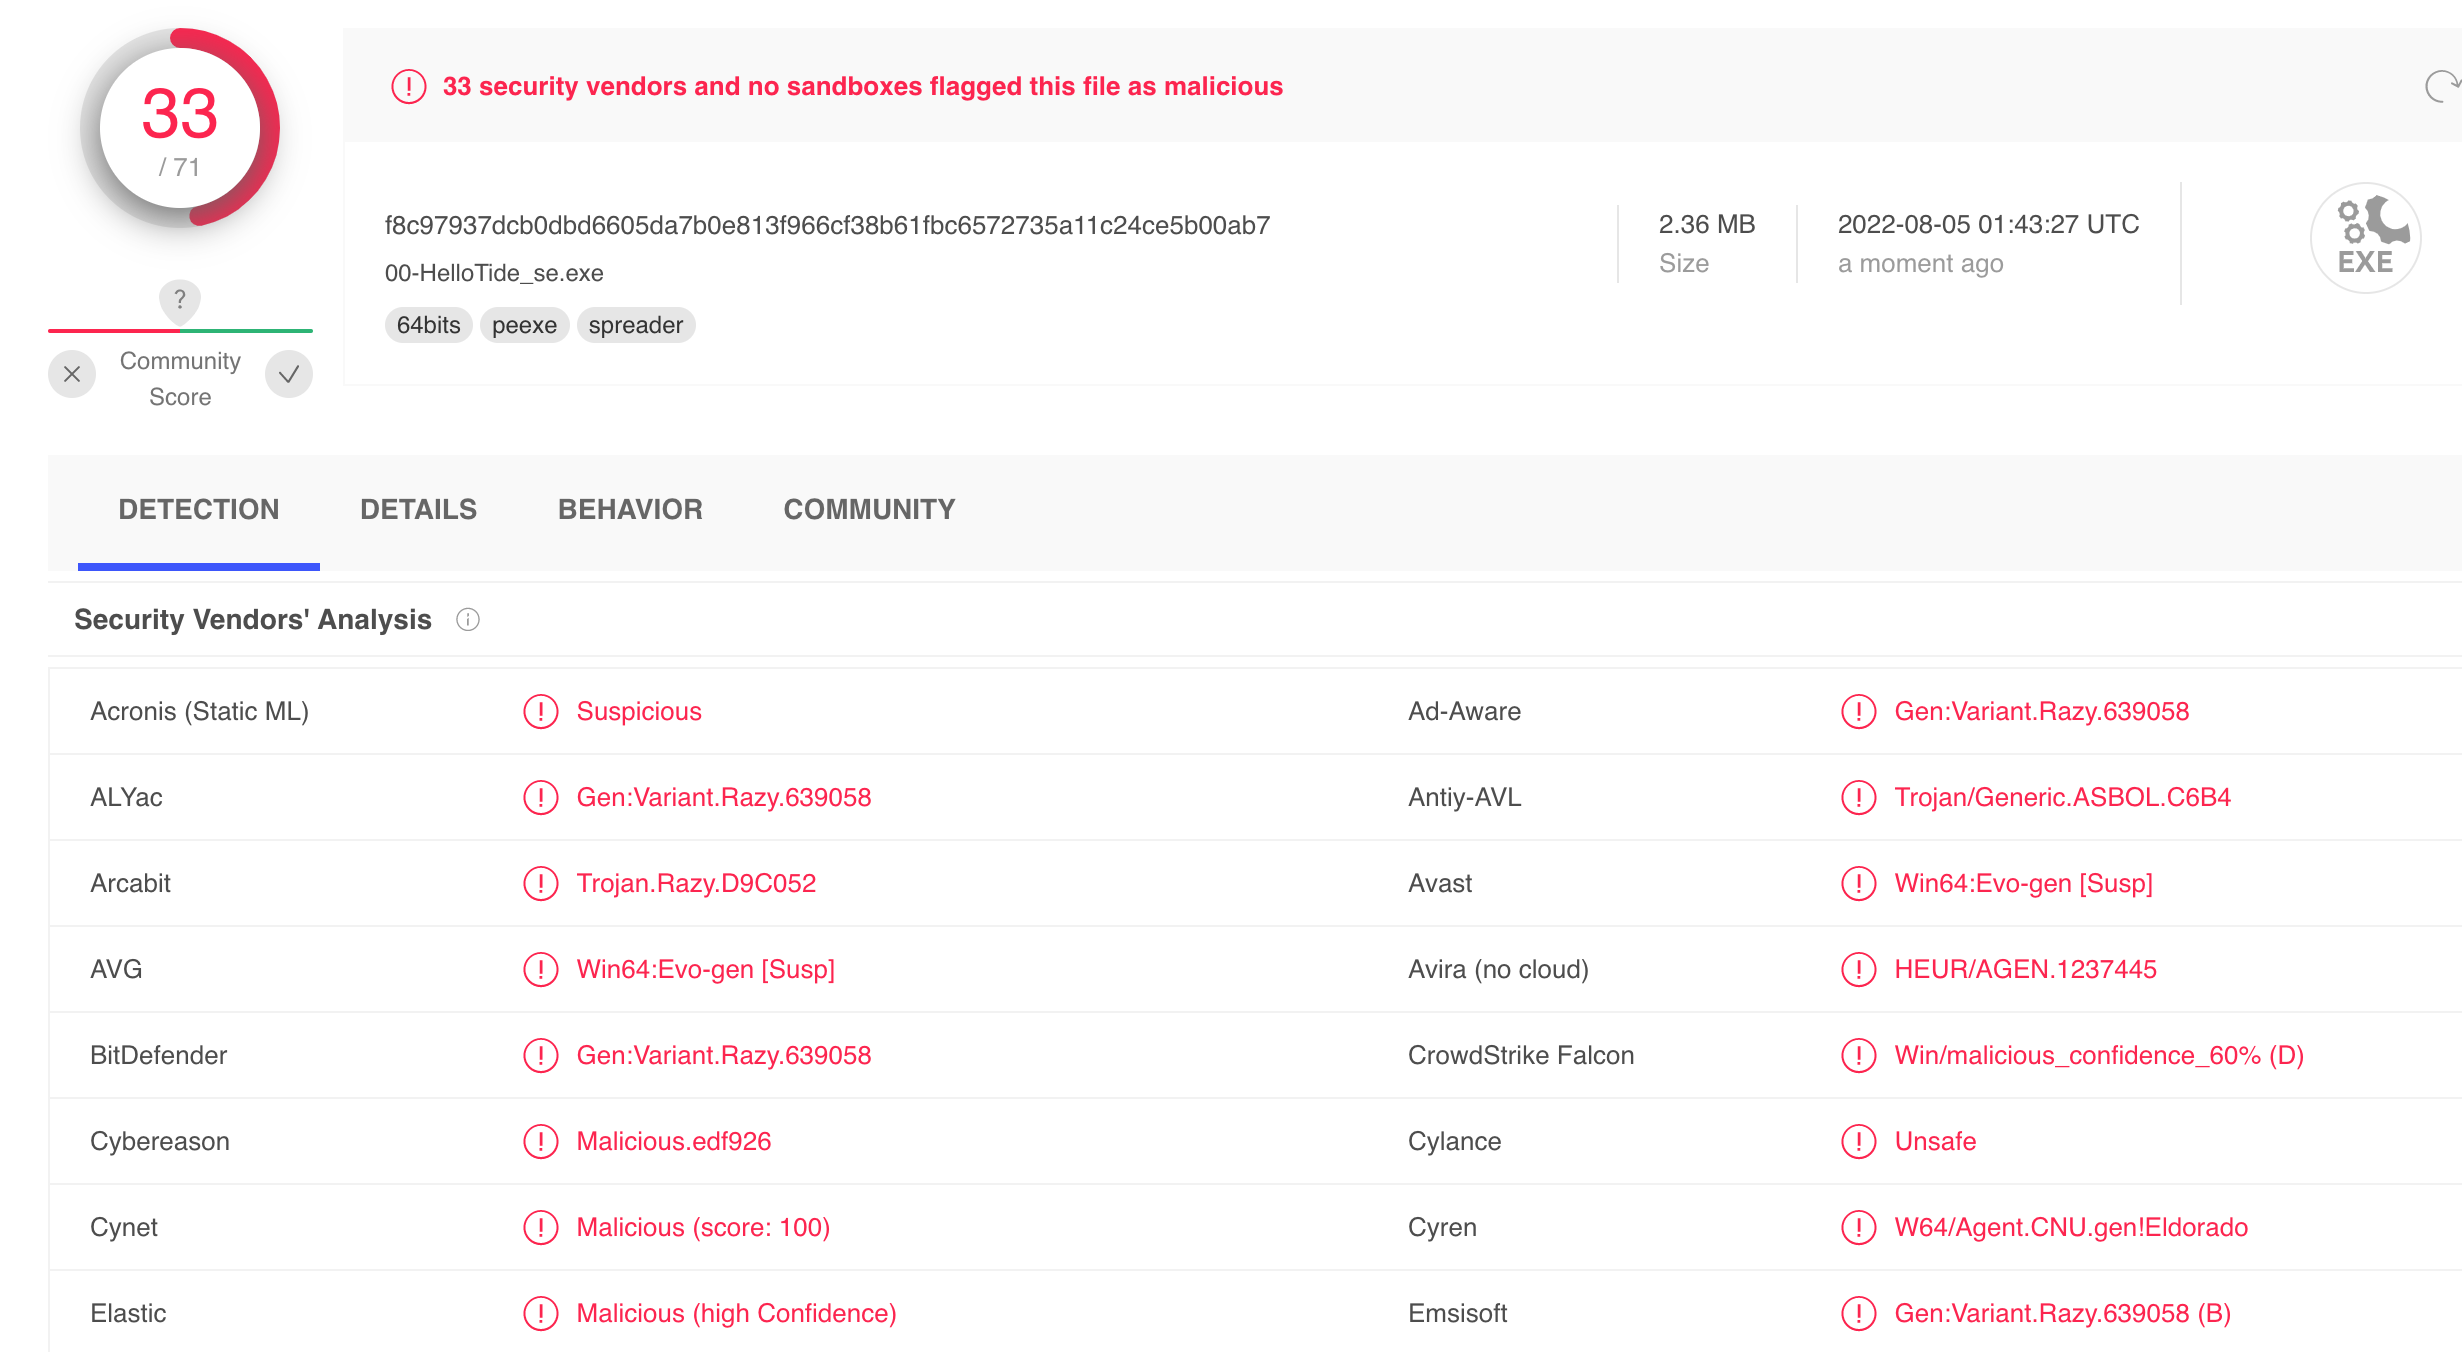 33
/ 71
33 security vendors and no sandboxes flagged this file as malicious
f8c97937dcb0dbd6605da7b0e813f966cf38b61fbc6572735a11c24ce5b00ab7
00-HelloTide_se.exe
64bits peexe spreader
2.36 MB
Size
2022-08-05 01:43:27 UTC
a moment ago
EXE
?
Community
Score
DETECTION DETAILS BEHAVIOR COMMUNITY
Security Vendors' Analysis
Acronis (Static ML) Suspicious Ad-Aware Gen:Variant.Razy.639058
ALYac Gen:Variant.Razy.639058 Antiy-AVL Trojan/Generic.ASBOL.C6B4
Arcabit Trojan.Razy.D9C052 Avast Win64:Evo-gen [Susp]
AVG Win64:Evo-gen [Susp] Avira (no cloud) HEUR/AGEN.1237445
BitDefender Gen:Variant.Razy.639058 CrowdStrike Falcon Win/malicious_confidence_60% (D)
Cybereason Malicious.edf926 Cylance Unsafe
Cynet Malicious (score: 100) Cyren W64/Agent.CNU.gen!Eldorado
Elastic Malicious (high Confidence) Emsisoft Gen:Variant.Razy.639058 (B)